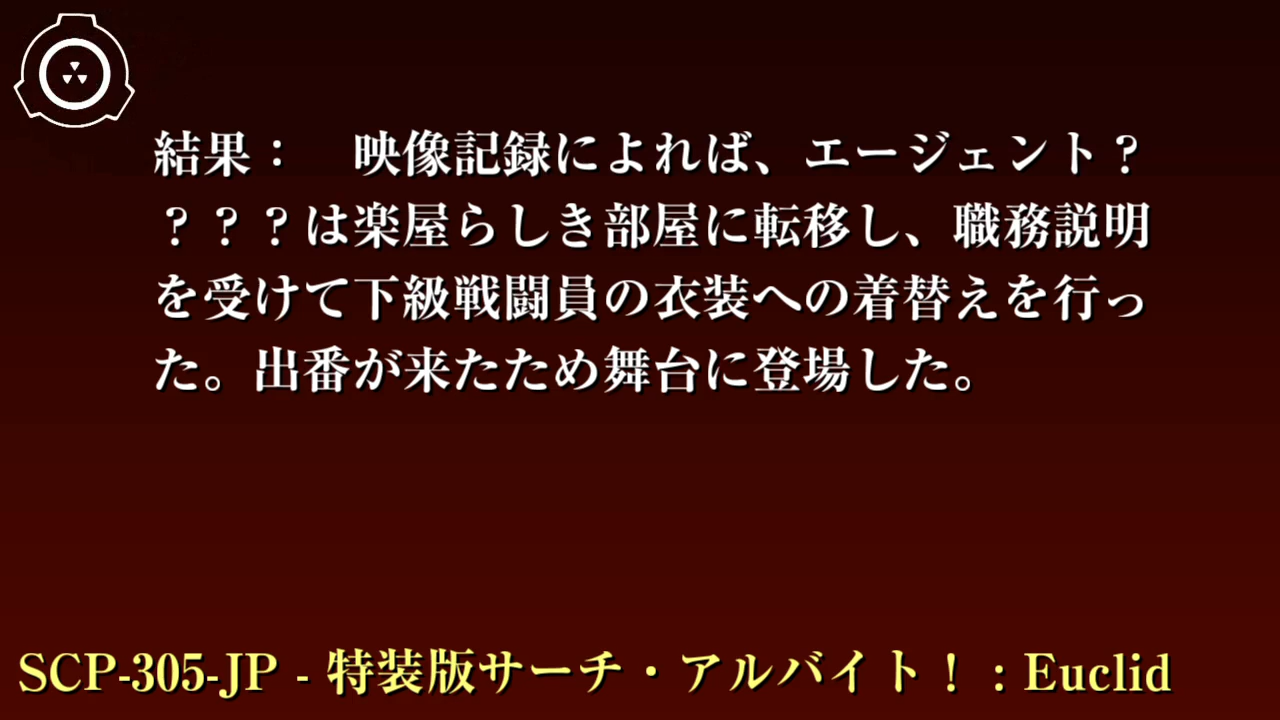 結果：　映像記録によれば、エージェント？
？？？は楽屋らしき部屋に転移し、職務説明
を受けて下級戦闘員の衣装への着替えを行っ
た。出番が来たため舞台に登場した。
SCP-305-JP - 特装版サーチ・アルバイト！：Euclid